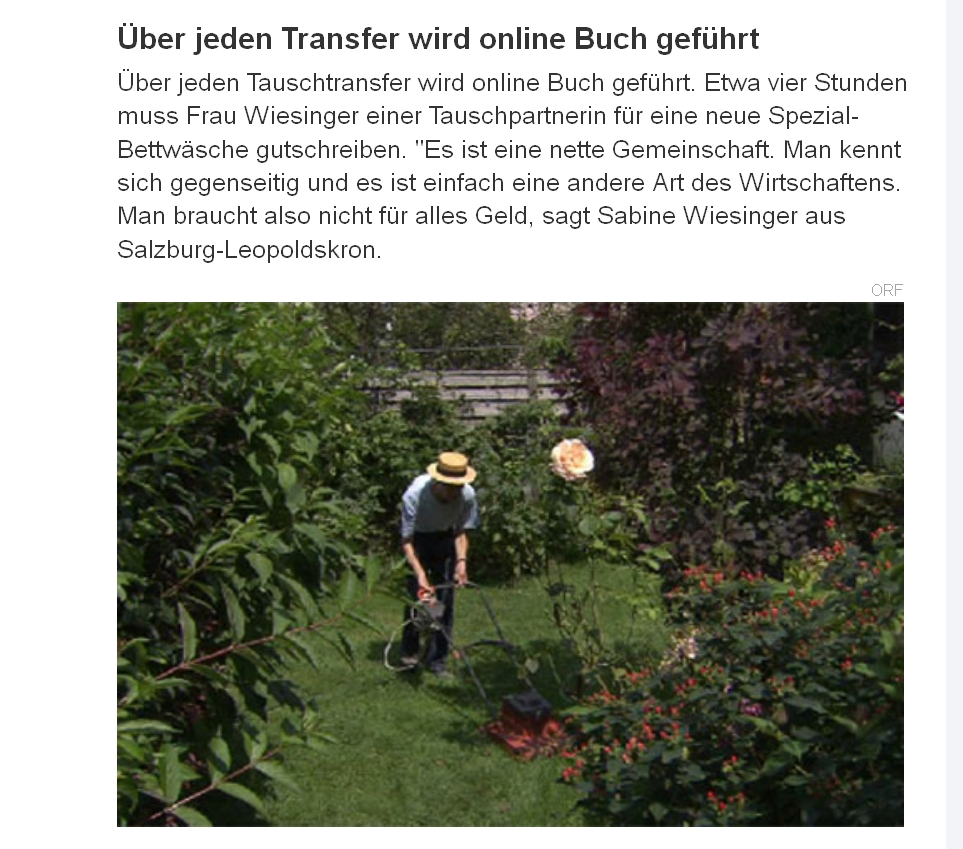 Über jeden Transfer wird online Buch geführt
Über jeden Tauschtransfer wird online Buch geführt. Etwa vier Stunden
muss Frau Wiesinger einer Tauschpartnerin für eine neue Spezial-
Bettwäsche gutschreiben. "Es ist eine nette Gemeinschaft. Man kennt
sich gegenseitig und es ist einfach eine andere Art des Wirtschaftens.
Man braucht also nicht für alles Geld, sagt Sabine Wiesinger aus
Salzburg-Leopoldskron.
ORF